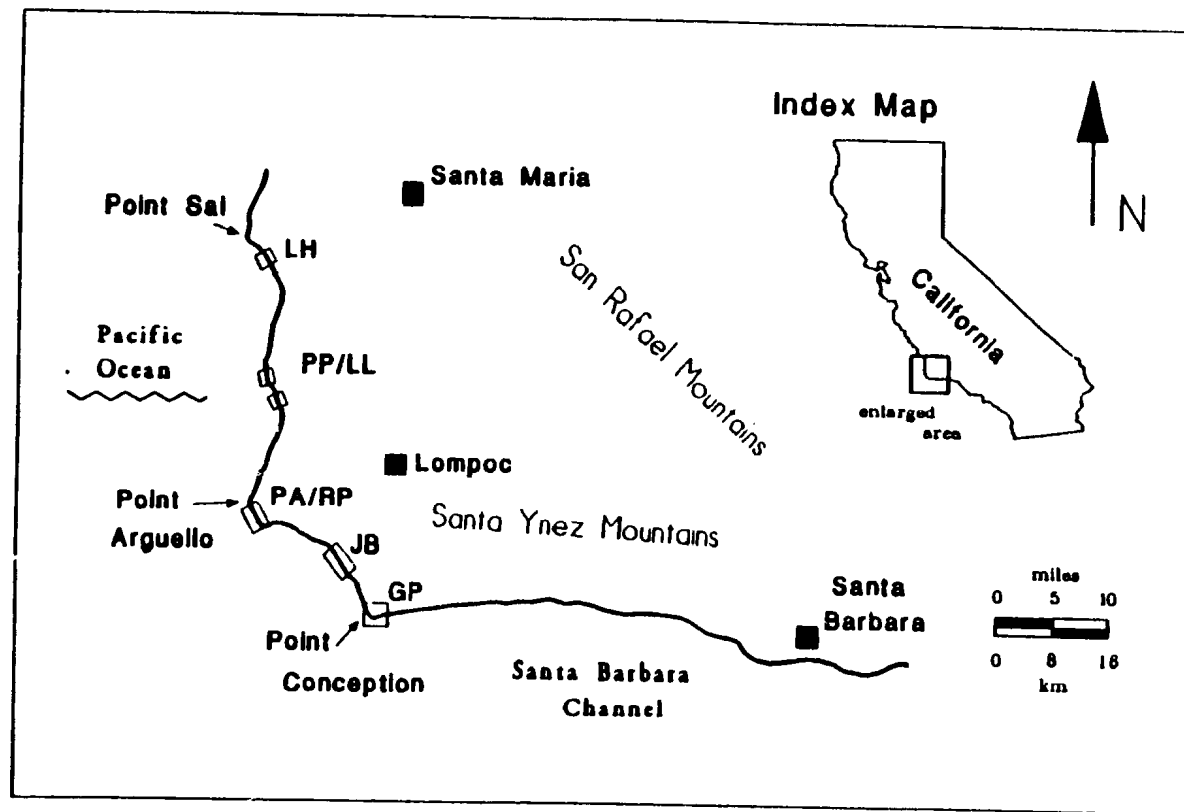 Index Map
N
California
enlarged
area
Santa Maria
Point Sal
LH
San Rafael Mountains
Pacific
Ocean
PP/LL
Lompoc
Point
Arguello
PA/RP
Santa Ynez Mountains
JB
GP
Point
Conception
Santa Barbara
Channel
Santa
Barbara
miles
0 5 10
0 8 16
km